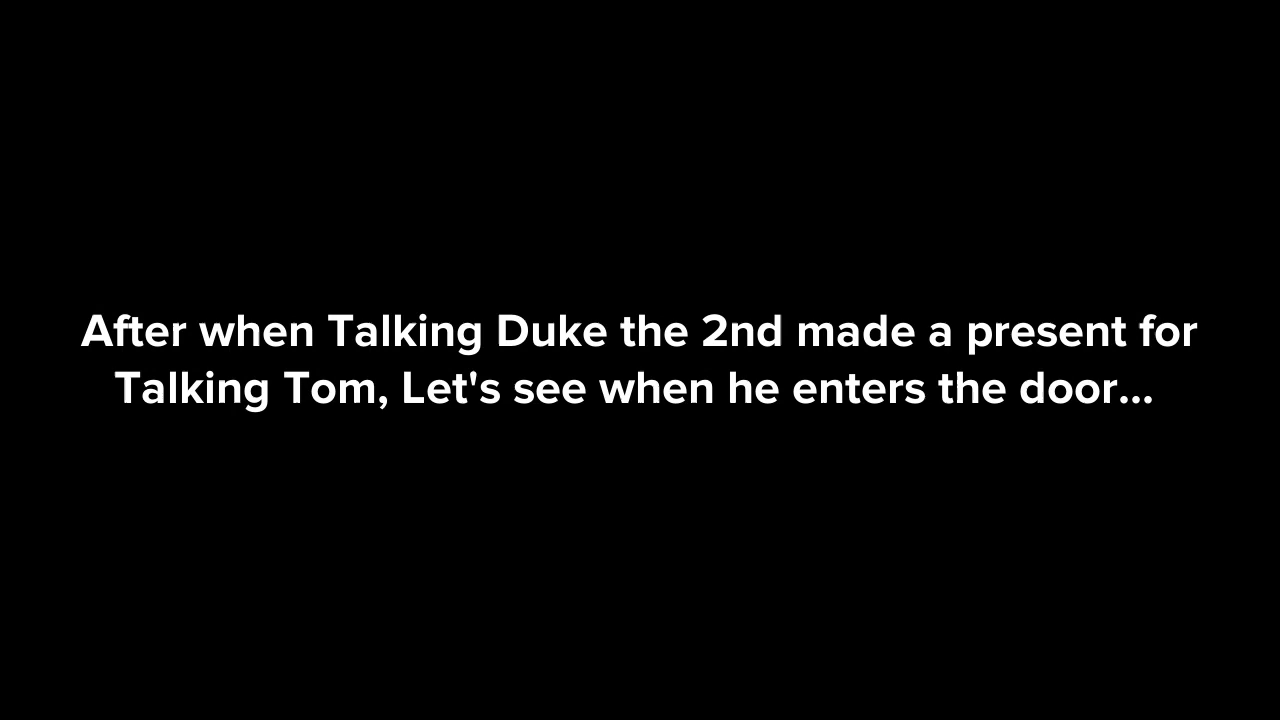 After when Talking Duke the 2nd made a present for
Talking Tom, Let's see when he enters the door...